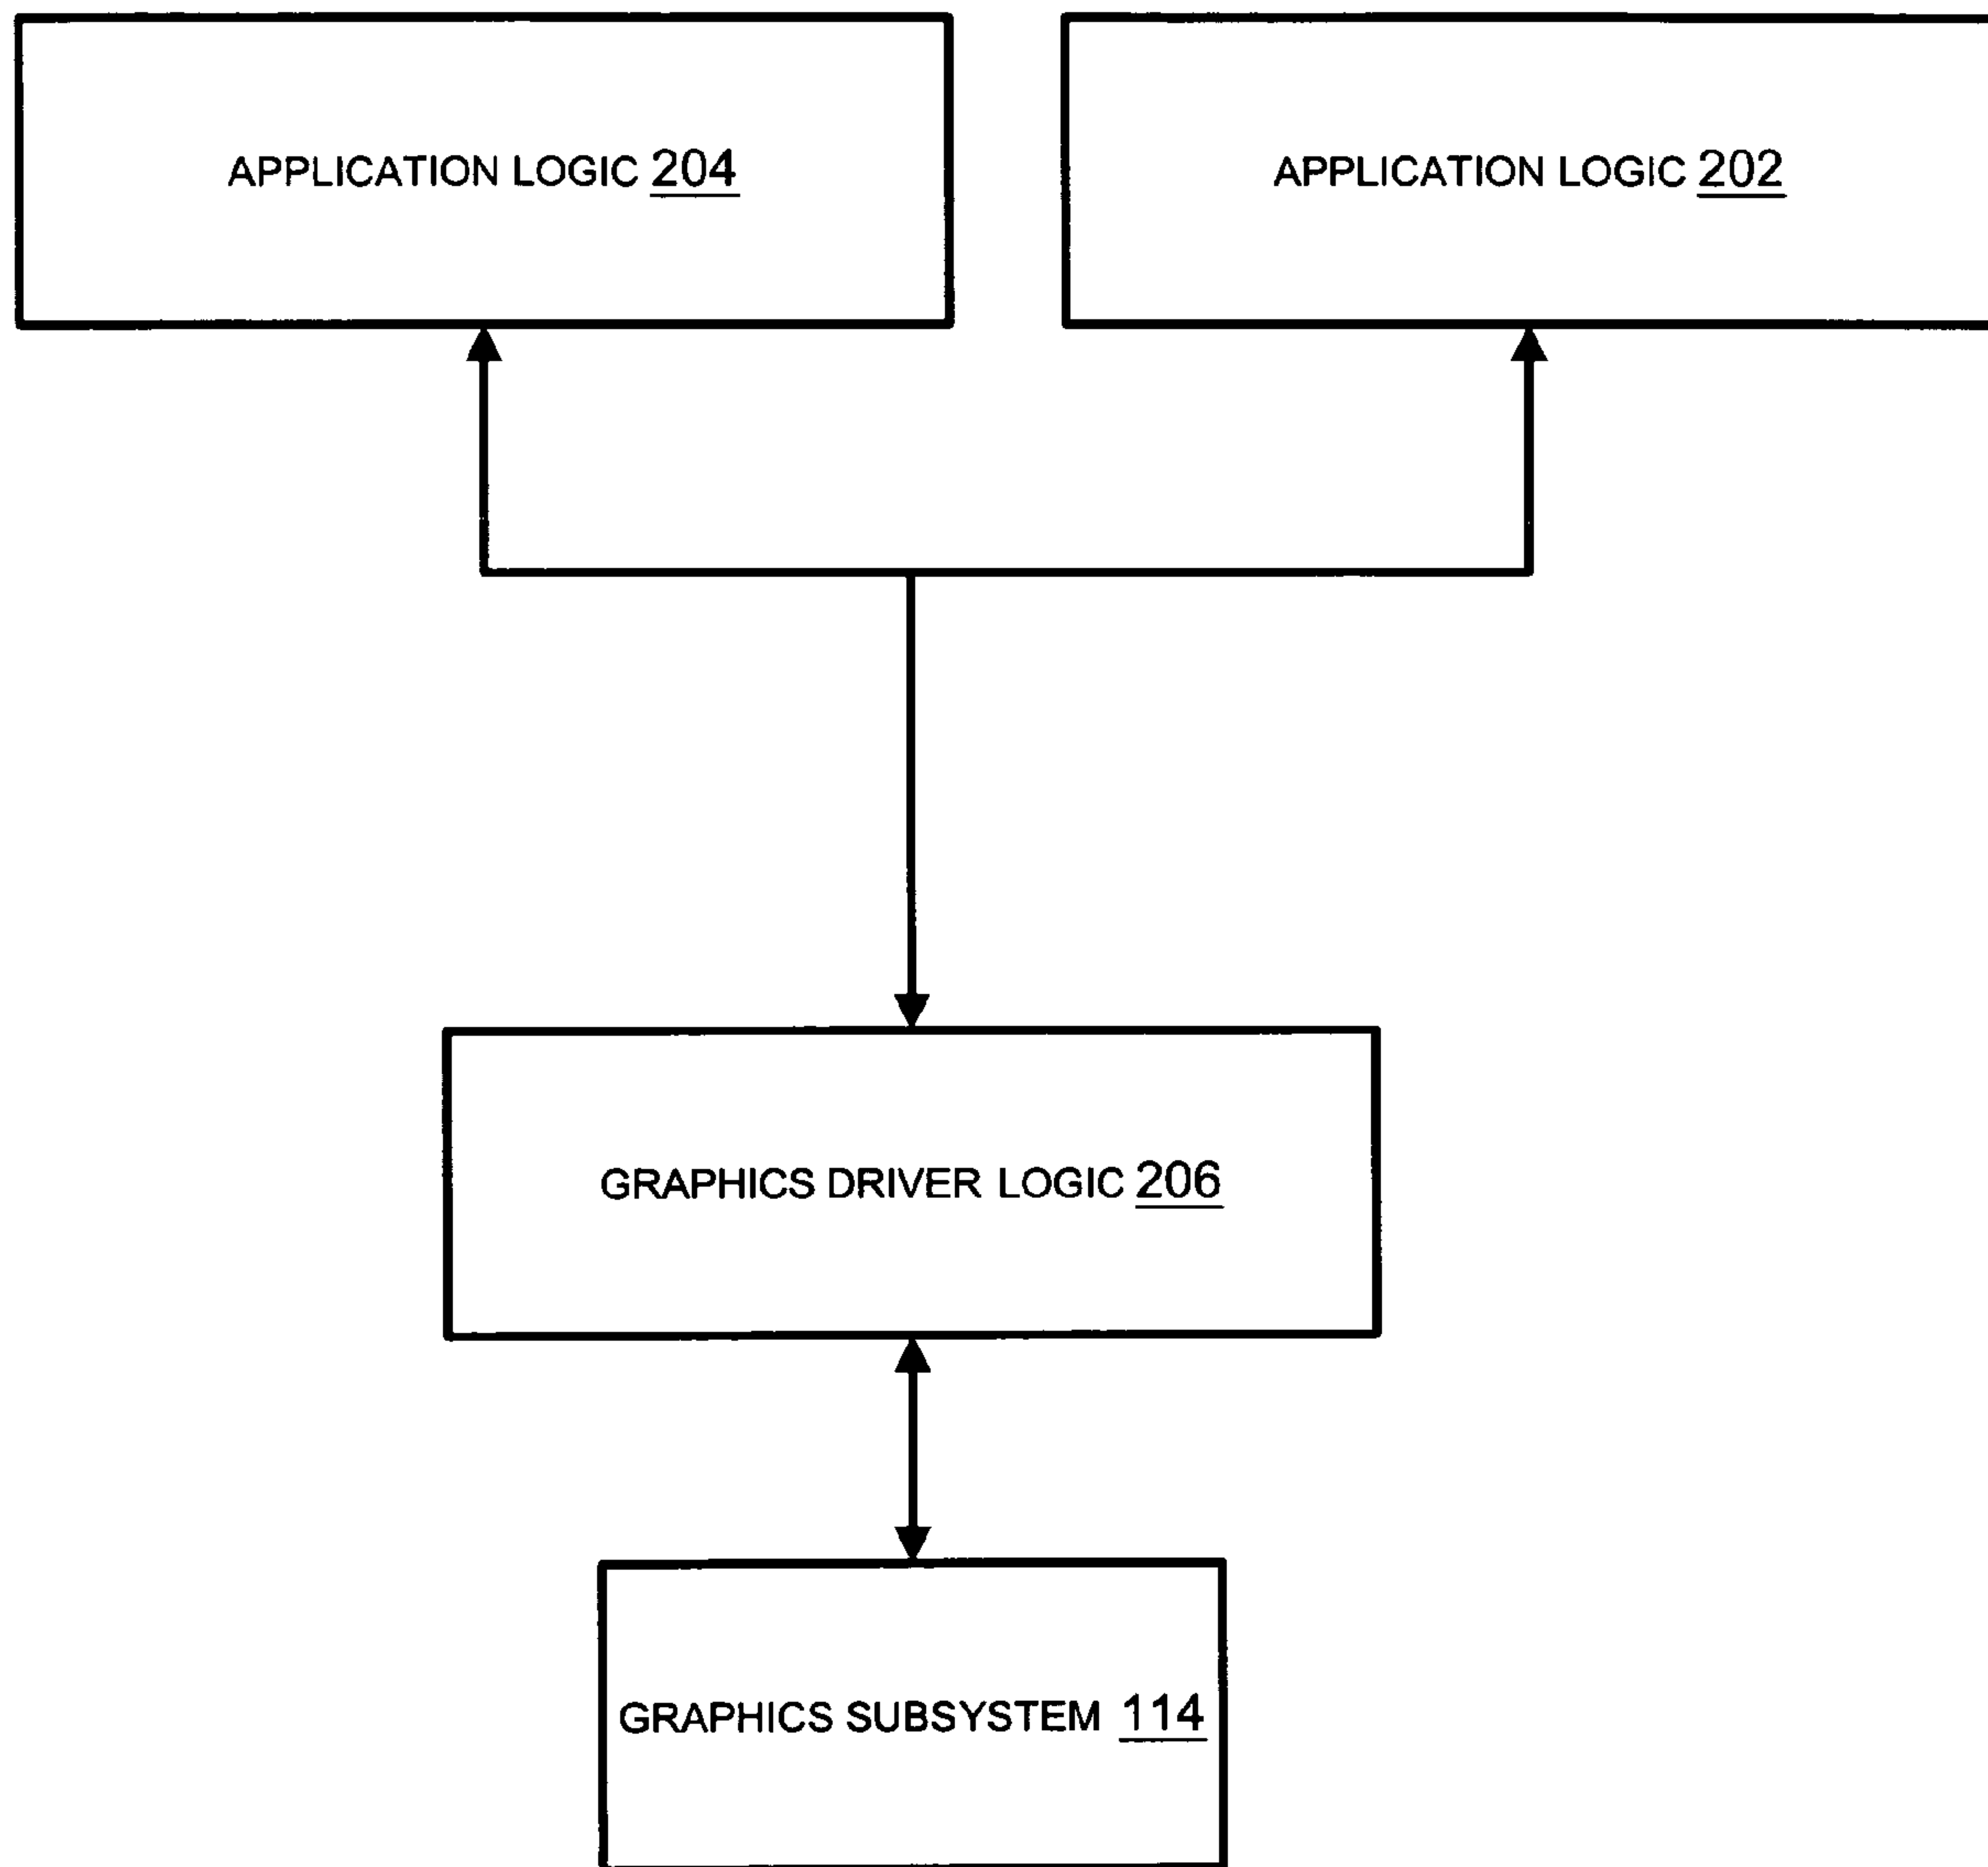 APPLICATION LOGIC 204
APPLICATION LOGIC 202
GRAPHICS DRIVER LOGIC 206
GRAPHICS SUBSYSTEM 114